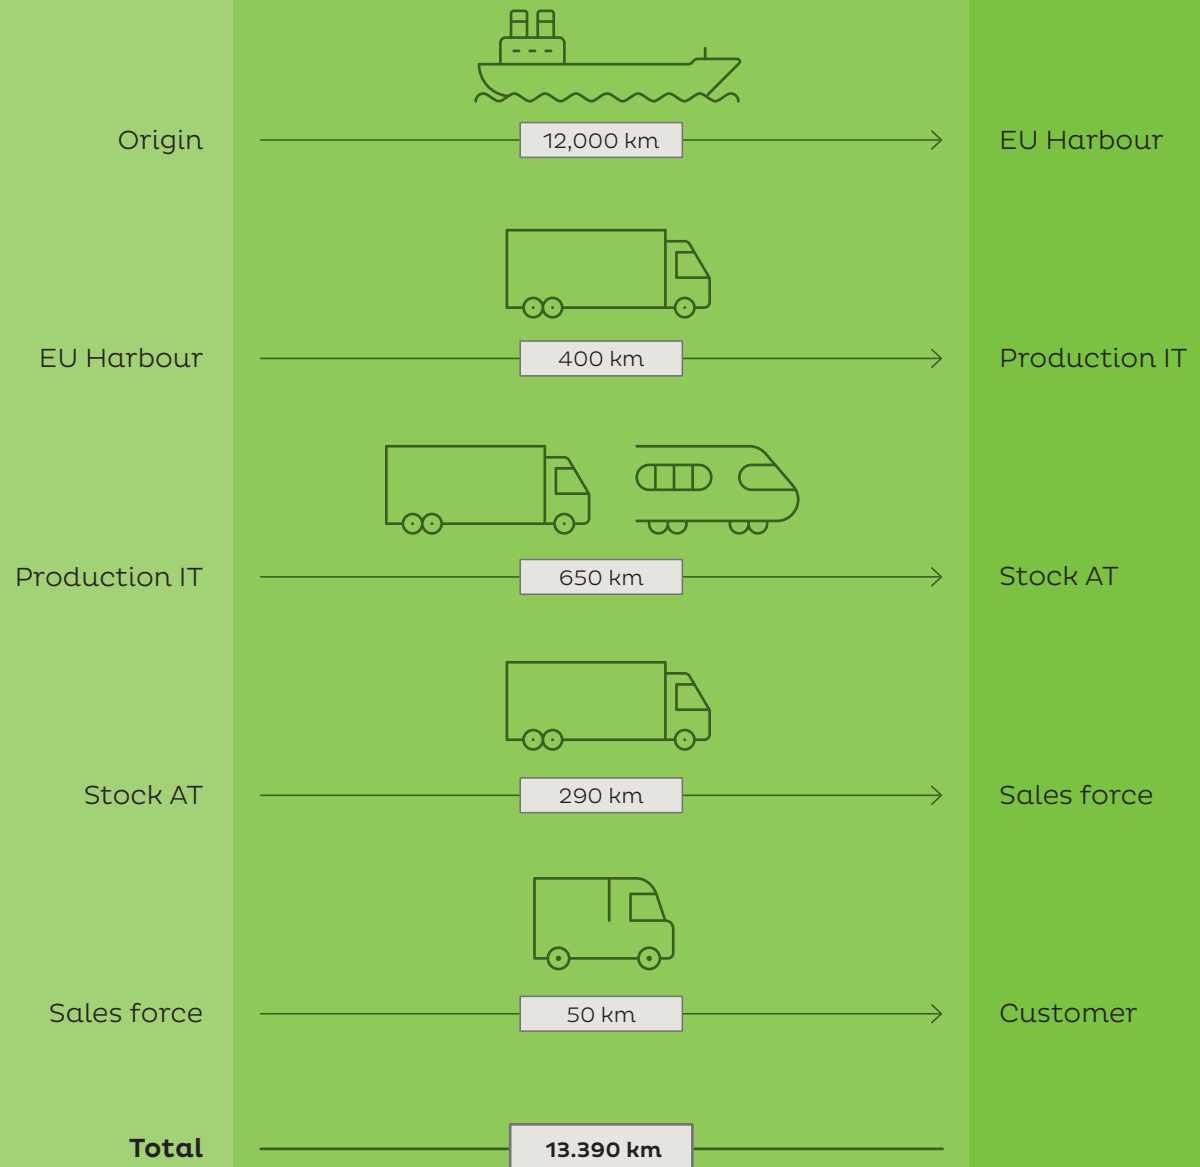 Origin 12,000 km EU Harbour
EU Harbour 400 km Production IT
Production IT 650 km Stock AT
Stock AT 290 km Sales force
Sales force 50 km Customer
Total 13.390 km